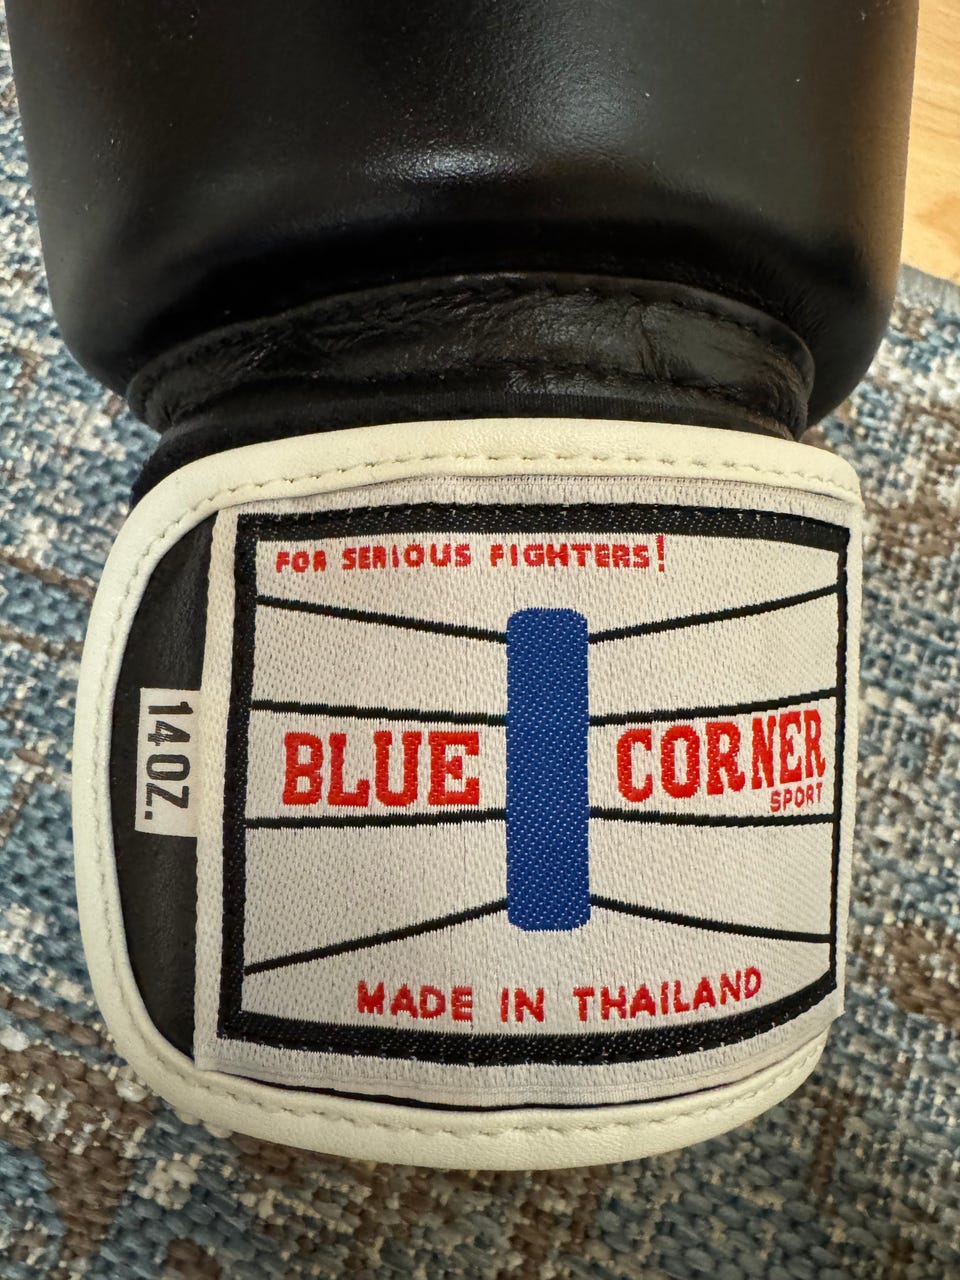 FOR SERIOUS FIGHTERS!
BLUE CORNER
SPORT
MADE IN THAILAND
14OZ.